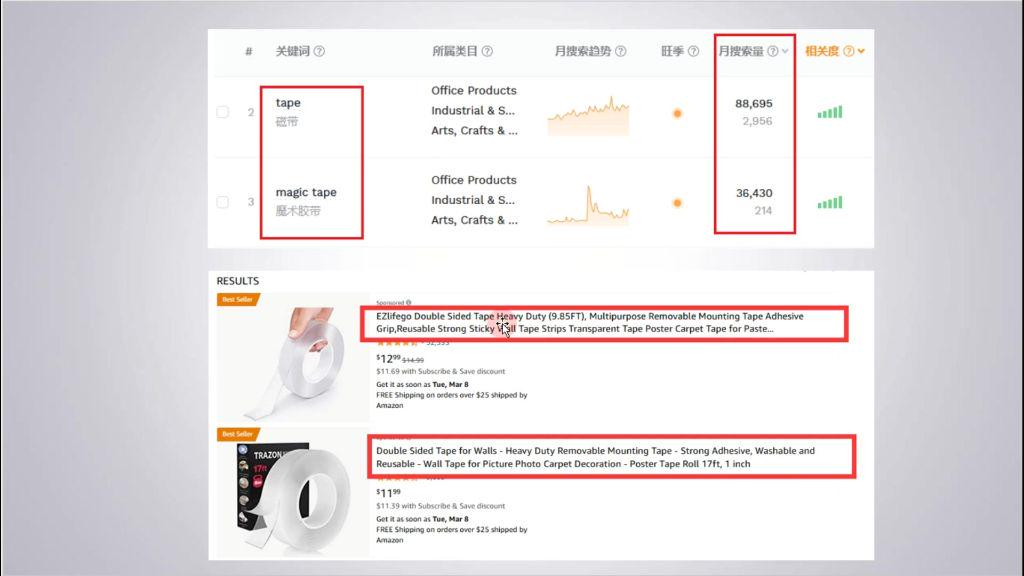 # 关键词 ? 所属类目 ? 月搜索趋势 ? 旺季 ? 月搜索量 ? 相关度 ?
2 tape
磁带
Office Products
Industrial & S...
Arts, Crafts & ...
88,695
2,956
3 magic tape
魔术胶带
Office Products
Industrial & S...
Arts, Crafts & ...
36,430
214
RESULTS
Best Seller
Sponsored
EZlifego Double Sided Tape Heavy Duty (9.85FT), Multipurpose Removable Mounting Tape Adhesive
Grip,Reusable Strong Sticky Wall Tape Strips Transparent Tape Poster Carpet Tape for Paste...
$12.99 $14.99
$11.69 with Subscribe & Save discount
Get it as soon as Tue, Mar 8
FREE Shipping on orders over $25 shipped by
Amazon
Best Seller
TRAZON
17ft
Double Sided Tape for Walls - Heavy Duty Removable Mounting Tape - Strong Adhesive, Washable and
Reusable - Wall Tape for Picture Photo Carpet Decoration - Poster Tape Roll 17ft, 1 inch
$11.99
$11.39 with Subscribe & Save discount
Get it as soon as Tue, Mar 8
FREE Shipping on orders over $25 shipped by
Amazon